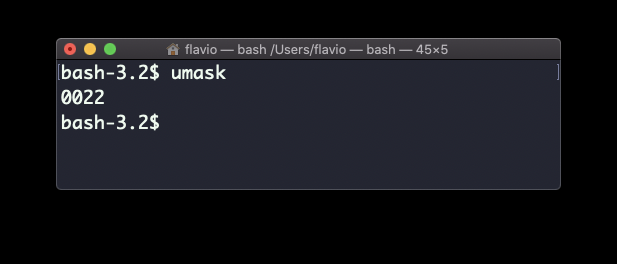 flavio — bash /Users/flavio — bash — 45×5
bash-3.2$ umask
0022
bash-3.2$